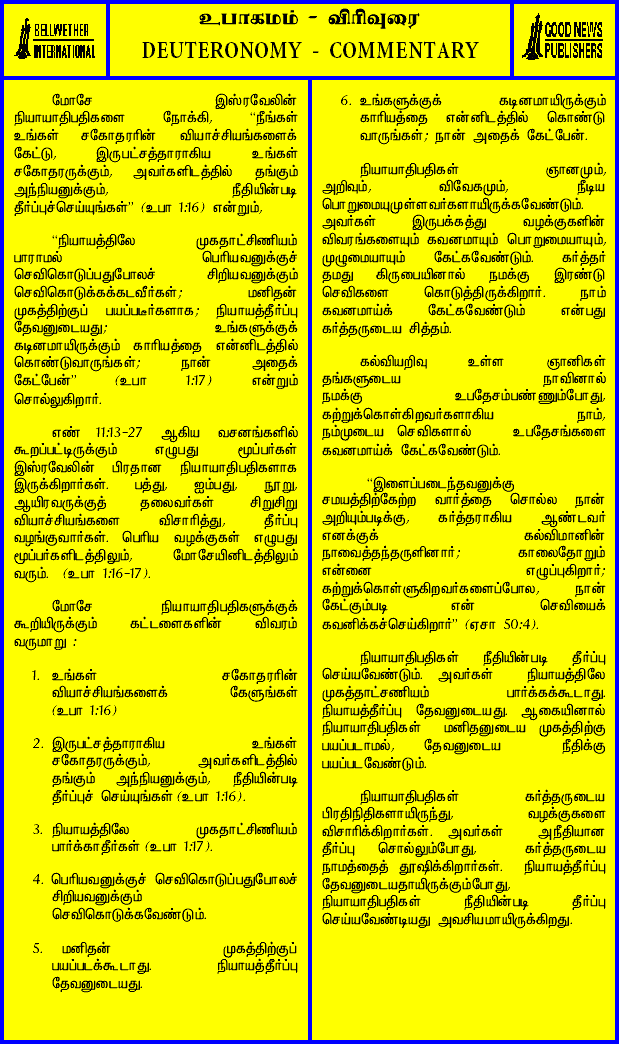 BELLWETHER
INTERNATIONAL
உபாகமம் - விரிவுரை
DEUTERONOMY - COMMENTARY
GOOD NEWS
PUBLISHERS
மோசே இஸ்ரவேலின்
நியாயாதிபதிகளை நோக்கி, “நீங்கள்
உங்கள் சகோதரரின் வியாச்சியங்களைக்
கேட்டு, இருபட்சத்தாராகிய உங்கள்
சகோதரருக்கும், அவர்களிடத்தில் தங்கும்
அந்நியனுக்கும், நீதியின்படி
தீர்ப்புச்செய்யுங்கள்” (உபா 1:16) என்றும்,
“நியாயத்திலே முகதாட்சிணியம்
பாராமல் பெரியவனுக்குச்
செவிகொடுப்பதுபோலச் சிறியவனுக்கும்
செவிகொடுக்கக்கடவீர்கள்; மனிதன்
முகத்திற்குப் பயப்படீர்களாக; நியாயத்தீர்ப்பு
தேவனுடையது; உங்களுக்குக்
கடினமாயிருக்கும் காரியத்தை என்னிடத்தில்
கொண்டுவாருங்கள்; நான் அதைக்
கேட்பேன்” (உபா 1:17) என்றும்
சொல்லுகிறார்.
எண் 11:13-27 ஆகிய வசனங்களில்
கூறப்பட்டிருக்கும் எழுபது மூப்பர்கள்
இஸ்ரவேலின் பிரதான நியாயாதிபதிகளாக
இருக்கிறார்கள். பத்து, ஐம்பது, நூறு,
ஆயிரவருக்குத் தலைவர்கள் சிறுசிறு
வியாச்சியங்களை விசாரித்து, தீர்ப்பு
வழங்குவார்கள். பெரிய வழக்குகள் எழுபது
மூப்பர்களிடத்திலும், மோசேயினிடத்திலும்
வரும். (உபா 1:16-17).
மோசே நியாயாதிபதிகளுக்குக்
கூறியிருக்கும் கட்டளைகளின் விவரம்
வருமாறு :
1. உங்கள் சகோதரரின்
வியாச்சியங்களைக் கேளுங்கள்
(உபா 1:16)
2. இருபட்சத்தாராகிய உங்கள்
சகோதரருக்கும், அவர்களிடத்தில்
தங்கும் அந்நியனுக்கும், நீதியின்படி
தீர்ப்புச் செய்யுங்கள் (உபா 1:16).
3. நியாயத்திலே முகதாட்சிணியம்
பார்க்காதீர்கள் (உபா 1:17).
4. பெரியவனுக்குச் செவிகொடுப்பதுபோலச்
சிறியவனுக்கும்
செவிகொடுக்கவேண்டும்.
5. மனிதன் முகத்திற்குப்
பயப்படக்கூடாது. நியாயத்தீர்ப்பு
தேவனுடையது.
6. உங்களுக்குக் கடினமாயிருக்கும்
காரியத்தை என்னிடத்தில் கொண்டு
வாருங்கள்; நான் அதைக் கேட்பேன்.
நியாயாதிபதிகள் ஞானமும்,
அறிவும், விவேகமும், நீடிய
பொறுமையுமுள்ளவர்களாயிருக்கவேண்டும்.
அவர்கள் இருபக்கத்து வழக்குகளின்
விவரங்களையும் கவனமாயும் பொறுமையாயும்,
முழுமையாயும் கேட்கவேண்டும். கர்த்தர்
தமது கிருபையினால் நமக்கு இரண்டு
செவிகளை கொடுத்திருக்கிறார். நாம்
கவனமாய்க் கேட்கவேண்டும் என்பது
கர்த்தருடைய சித்தம்.
கல்வியறிவு உள்ள ஞானிகள்
தங்களுடைய நாவினால்
நமக்கு உபதேசம்பண்ணும்போது,
கற்றுக்கொள்கிறவர்களாகிய நாம்,
நம்முடைய செவிகளால் உபதேசங்களை
கவனமாய்க் கேட்கவேண்டும்.
“இளைப்படைந்தவனுக்கு
சமயத்திற்கேற்ற வார்த்தை சொல்ல நான்
அறியும்படிக்கு, கர்த்தராகிய ஆண்டவர்
எனக்குக் கல்விமானின்
நாவைத்தந்தருளினார்; காலைதோறும்
என்னை எழுப்புகிறார்;
கற்றுக்கொள்ளுகிறவர்களைப்போல, நான்
கேட்கும்படி என் செவியைக்
கவனிக்கச்செய்கிறார்” (ஏசா 50:4).
நியாயாதிபதிகள் நீதியின்படி தீர்ப்பு
செய்யவேண்டும். அவர்கள் நியாயத்திலே
முகத்தாட்சணியம் பார்க்கக்கூடாது.
நியாயத்தீர்ப்பு தேவனுடையது. ஆகையினால்
நியாயாதிபதிகள் மனிதனுடைய முகத்திற்கு
பயப்படாமல், தேவனுடைய நீதிக்கு
பயப்படவேண்டும்.
நியாயாதிபதிகள் கர்த்தருடைய
பிரதிநிதிகளாயிருந்து, வழக்குகளை
விசாரிக்கிறார்கள். அவர்கள் அநீதியான
தீர்ப்பு சொல்லும்போது, கர்த்தருடைய
நாமத்தைத் தூஷிக்கிறார்கள். நியாயத்தீர்ப்பு
தேவனுடையதாயிருக்கும்போது,
நியாயாதிபதிகள் நீதியின்படி தீர்ப்பு
செய்யவேண்டியது அவசியமாயிருக்கிறது.